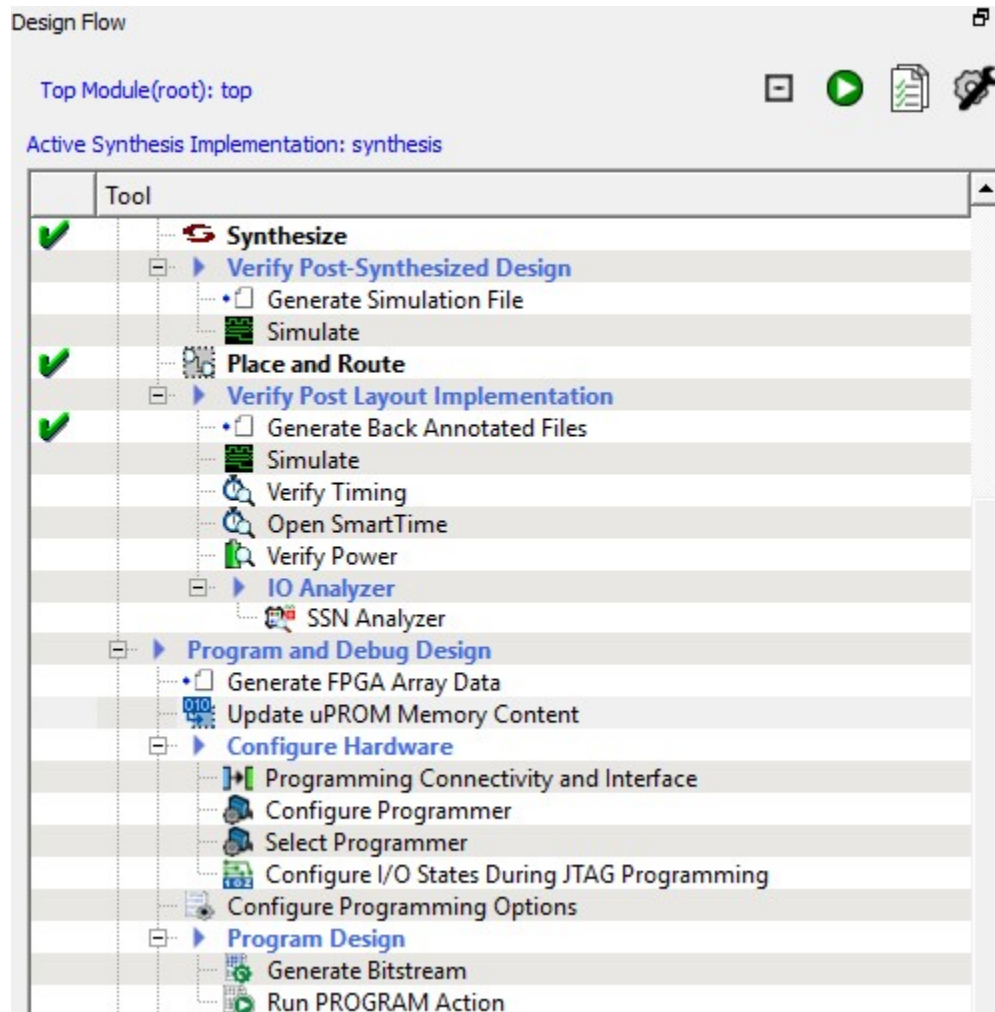 Design Flow
Top Module(root): top
Active Synthesis Implementation: synthesis
Tool
Synthesize
Verify Post-Synthesized Design
Generate Simulation File
Simulate
Place and Route
Verify Post Layout Implementation
Generate Back Annotated Files
Simulate
Verify Timing
Open SmartTime
Verify Power
IO Analyzer
SSN Analyzer
Program and Debug Design
Generate FPGA Array Data
Update uPROM Memory Content
Configure Hardware
Programming Connectivity and Interface
Configure Programmer
Select Programmer
Configure I/O States During JTAG Programming
Configure Programming Options
Program Design
Generate Bitstream
Run PROGRAM Action